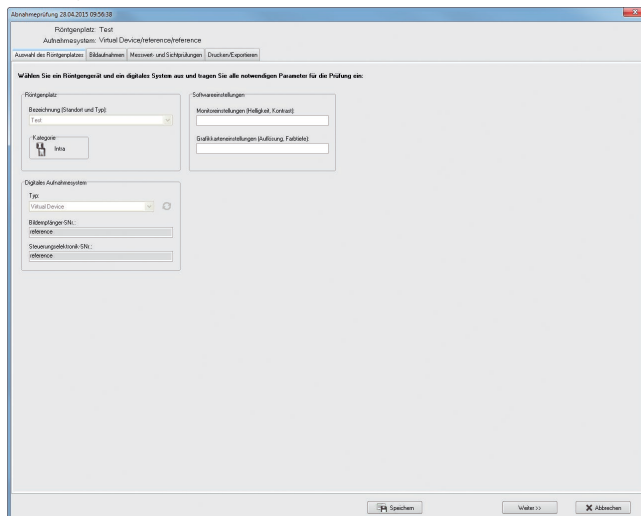 Abnahmeprüfung 28.04.2015 09:56:38
Röntgenplatz: Test
Aufnahmesystem: Virtual Device/reference/reference
Auswahl des Röntgenplatzes Bildaufnahmen Messwert- und Sichtprüfungen Drucken/Exportieren
Wählen Sie ein Röntgengerät und ein digitales System aus und tragen Sie alle notwendigen Parameter für die Prüfung ein:
Röntgenplatz
Bezeichnung (Standort und Typ):
Test
Kategorie
Intra
Softwareeinstellungen
Monitoreinstellungen (Helligkeit, Kontrast):
Grafikkarteneinstellungen (Auflösung, Farbtiefe):
Digitales Aufnahmesystem
Typ:
Virtual Device
Bildempfänger-SNr.:
reference
Steuerungselektronik-SNr.:
reference
Speichern
Weiter >>
Abbrechen